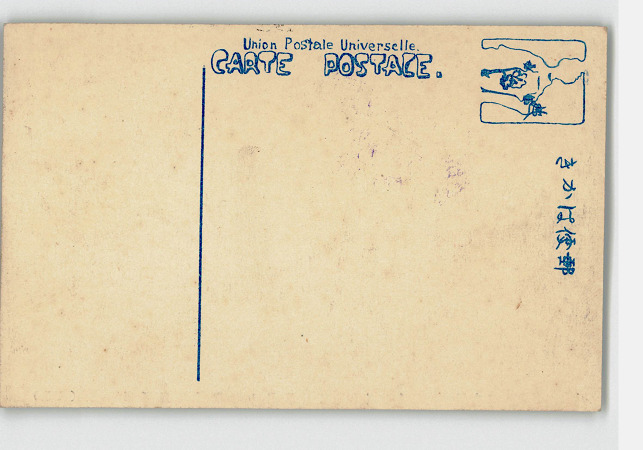 Union Postale Universelle.
CARTE POSTALE.
郵便はかき